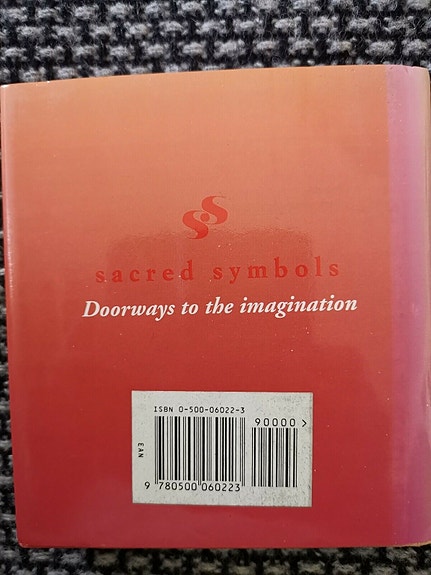 sacred symbols
Doorways to the imagination
ISBN 0-500-06022-3
90000>
EAN
9 780500 060223